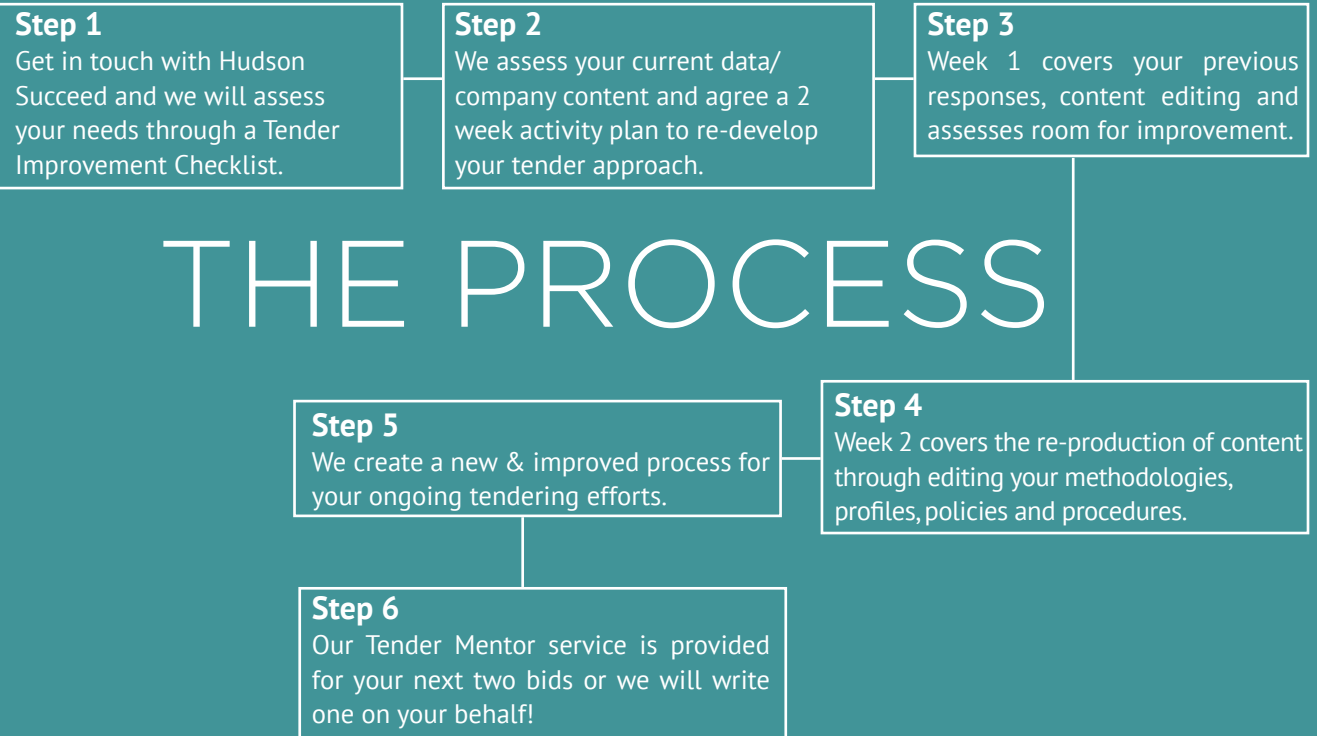 Step 1
Get in touch with Hudson
Succeed and we will assess
your needs through a Tender
Improvement Checklist.
Step 2
We assess your current data/
company content and agree a 2
week activity plan to re-develop
your tender approach.
Step 3
Week 1 covers your previous
responses, content editing and
assesses room for improvement.
THE PROCESS
Step 4
Week 2 covers the re-production of content
through editing your methodologies,
profiles, policies and procedures.
Step 5
We create a new & improved process for
your ongoing tendering efforts.
Step 6
Our Tender Mentor service is provided
for your next two bids or we will write
one on your behalf!